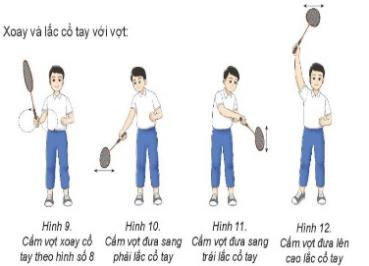 Xoay và lắc cổ tay với vợt:
Hình 9.
Cầm vợt xoay cổ
tay theo hình số 8
Hình 10.
Cầm vợt đưa sang
phải lắc cổ tay
Hình 11.
Cầm vợt đưa sang
trái lắc cổ tay
Hình 12.
Cầm vợt đưa lên
cao lắc cổ tay